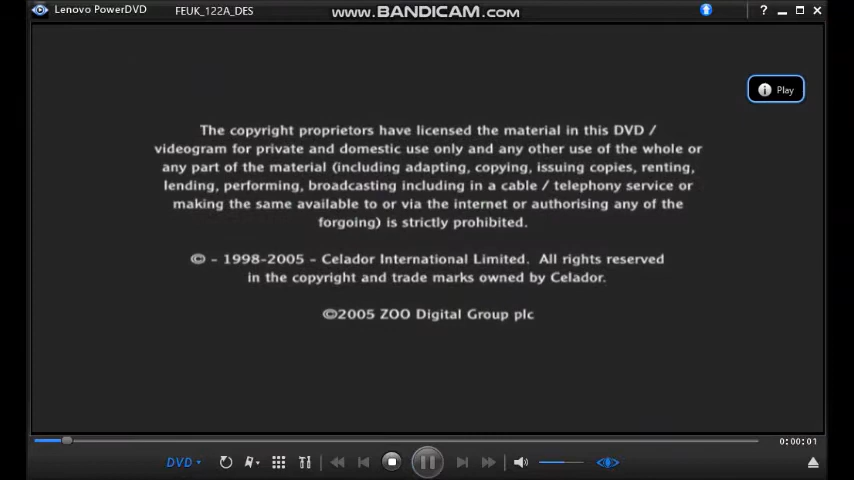 Lenovo PowerDVD
FEUK_122A_DES
www.BANDICAM.com
?
Play
The copyright proprietors have licensed the material in this DVD /
videogram for private and domestic use only and any other use of the whole or
any part of the material (including adapting, copying, issuing copies, renting,
lending, performing, broadcasting including in a cable / telephony service or
making the same available to or via the internet or authorising any of the
forgoing) is strictly prohibited.
© - 1998-2005 - Celador International Limited. All rights reserved
in the copyright and trade marks owned by Celador.
©2005 ZOO Digital Group plc
0:00:01
DVD